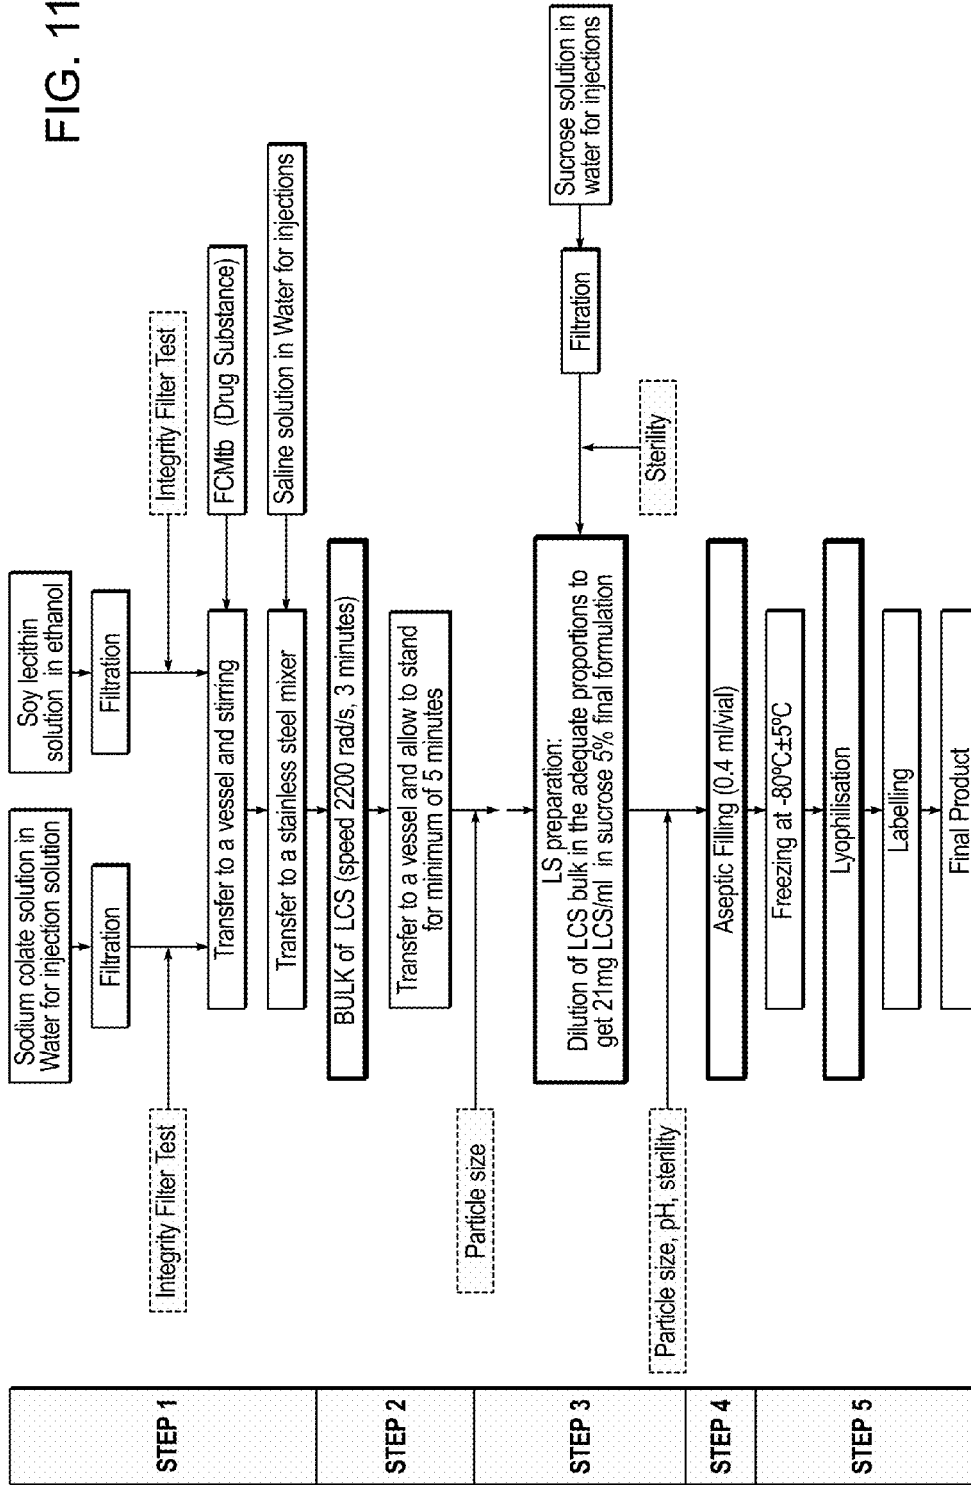 FIG. 11
STEP 1
Sodium colate solution in
Water for injection solution
Soy lecithin
solution in ethanol
Filtration
Filtration
Integrity Filter Test
Integrity Filter Test
Transfer to a vessel and stirring
FCMtb (Drug Substance)
Transfer to a stainless steel mixer
Saline solution in Water for injections
STEP 2
BULK of LCS (speed 2200 rad/s, 3 minutes)
Transfer to a vessel and allow to stand
for minimum of 5 minutes
Particle size
STEP 3
LS preparation:
Dilution of LCS bulk in the adequate proportions to
get 21mg LCS/ml in sucrose 5% final formulation
Filtration
Sucrose solution in
water for injections
Sterility
Particle size, pH, sterility
STEP 4
Aseptic Filling (0.4 ml/vial)
STEP 5
Freezing at -80ºC±5ºC
Lyophilisation
Labelling
Final Product